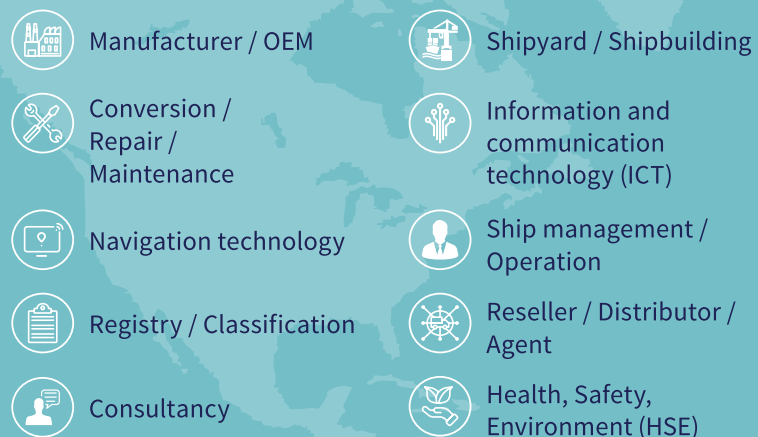 Manufacturer / OEM
Shipyard / Shipbuilding
Conversion /
Repair /
Maintenance
Information and
communication
technology (ICT)
Navigation technology
Ship management /
Operation
Registry / Classification
Reseller / Distributor /
Agent
Consultancy
Health, Safety,
Environment (HSE)